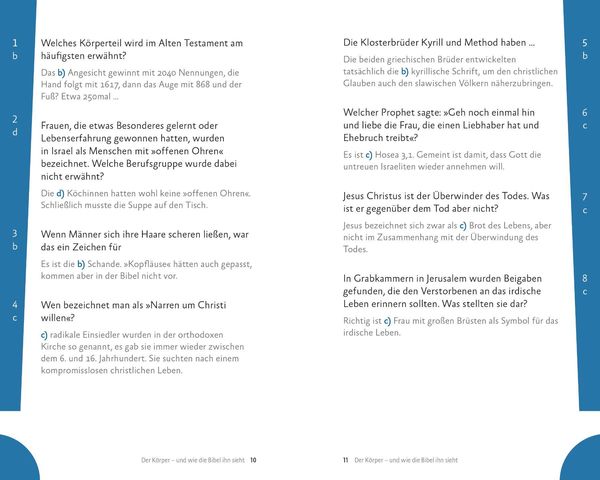 1
b
Welches Körperteil wird im Alten Testament am
häufigsten erwähnt?
Das b) Angesicht gewinnt mit 2040 Nennungen, die
Hand folgt mit 1617, dann das Auge mit 868 und der
Fuß? Etwa 250mal ...
2
d
Frauen, die etwas Besonderes gelernt oder
Lebenserfahrung gewonnen hatten, wurden
in Israel als Menschen mit »offenen Ohren«
bezeichnet. Welche Berufsgruppe wurde dabei
nicht erwähnt?
Die d) Köchinnen hatten wohl keine »offenen Ohren«.
Schließlich musste die Suppe auf den Tisch.
3
b
Wenn Männer sich ihre Haare scheren ließen, war
das ein Zeichen für
Es ist die b) Schande. »Kopfläuse« hätten auch gepasst,
kommen aber in der Bibel nicht vor.
4
c
Wen bezeichnet man als »Narren um Christi
willen«?
c) radikale Einsiedler wurden in der orthodoxen
Kirche so genannt, es gab sie immer wieder zwischen
dem 6. und 16. Jahrhundert. Sie suchten nach einem
kompromisslosen christlichen Leben.
Der Körper – und wie die Bibel ihn sieht 10
5
b
Die Klosterbrüder Kyrill und Method haben ...
Die beiden griechischen Brüder entwickelten
tatsächlich die b) kyrillische Schrift, um den christlichen
Glauben auch den slawischen Völkern näherzubringen.
6
c
Welcher Prophet sagte: »Geh noch einmal hin
und liebe die Frau, die einen Liebhaber hat und
Ehebruch treibt«?
Es ist c) Hosea 3,1. Gemeint ist damit, dass Gott die
untreuen Israeliten wieder annehmen will.
7
c
Jesus Christus ist der Überwinder des Todes. Was
ist er gegenüber dem Tod aber nicht?
Jesus bezeichnet sich zwar als c) Brot des Lebens, aber
nicht im Zusammenhang mit der Überwindung des
Todes.
8
c
In Grabkammern in Jerusalem wurden Beigaben
gefunden, die den Verstorbenen an das irdische
Leben erinnern sollten. Was stellten sie dar?
Richtig ist c) Frau mit großen Brüsten als Symbol für das
irdische Leben.
11 Der Körper – und wie die Bibel ihn sieht